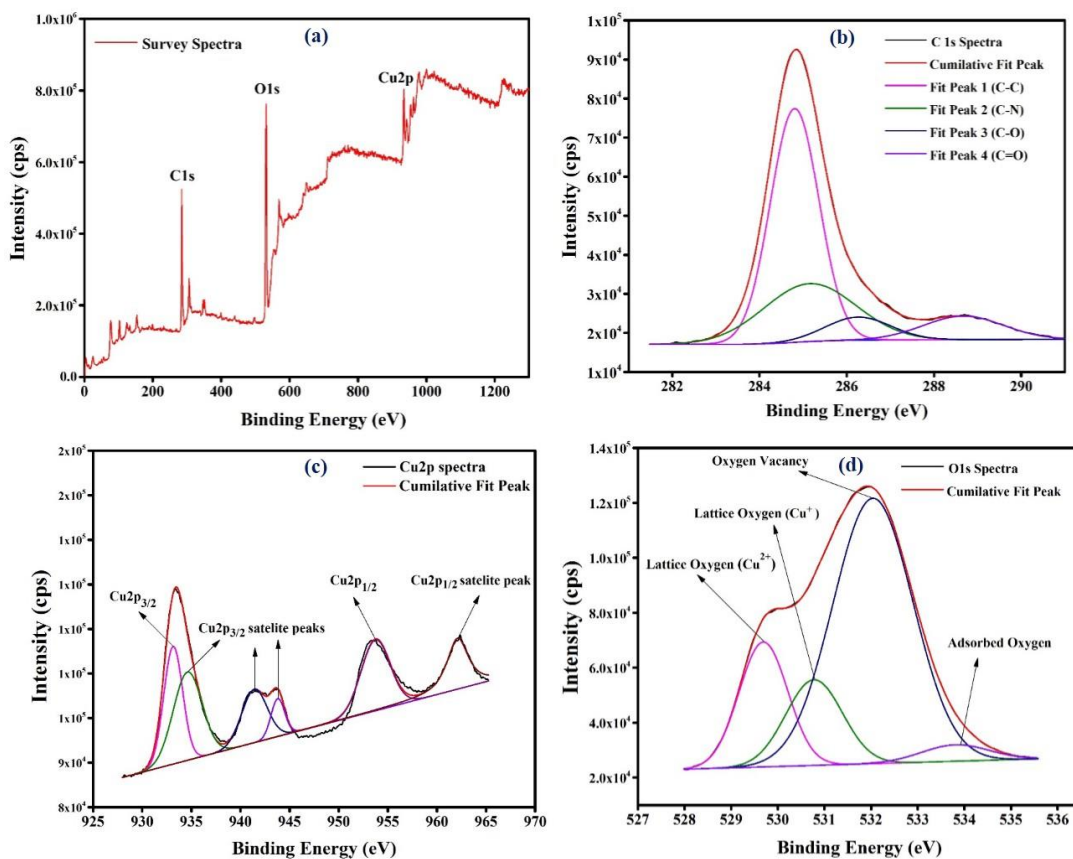 (a)
Survey Spectra
C1s
O1s
Cu2p
1.0x10⁶
8.0x10⁵
6.0x10⁵
4.0x10⁵
2.0x10⁵
0.0
Intensity (cps)
0 200 400 600 800 1000 1200
Binding Energy (eV)
(b)
C 1s Spectra
Cumilative Fit Peak
Fit Peak 1 (C-C)
Fit Peak 2 (C-N)
Fit Peak 3 (C-O)
Fit Peak 4 (C=O)
1x10⁵
9x10⁴
8x10⁴
7x10⁴
6x10⁴
5x10⁴
4x10⁴
3x10⁴
2x10⁴
1x10⁴
Intensity (cps)
282 284 286 288 290
Binding Energy (eV)
(c)
Cu2p spectra
Cumilative Fit Peak
Cu2p₃/₂
Cu2p₃/₂ satelite peaks
Cu2p₁/₂
Cu2p₁/₂ satelite peak
2x10⁵
2x10⁵
2x10⁵
1x10⁵
1x10⁵
1x10⁵
1x10⁵
9x10⁴
8x10⁴
Intensity (cps)
925 930 935 940 945 950 955 960 965 970
Binding Energy (eV)
(d)
O1s Spectra
Cumilative Fit Peak
Oxygen Vacancy
Lattice Oxygen (Cu⁺)
Lattice Oxygen (Cu²⁺)
Adsorbed Oxygen
1.4x10⁵
1.2x10⁵
1.0x10⁵
8.0x10⁴
6.0x10⁴
4.0x10⁴
2.0x10⁴
Intensity (cps)
527 528 529 530 531 532 533 534 535 536
Binding Energy (eV)